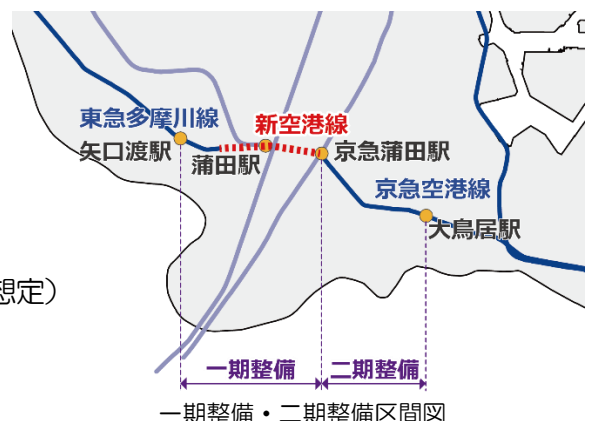 東急多摩川線
新空港線
矢口渡駅
蒲田駅
京急蒲田駅
京急空港線
大鳥居駅
想定）
一期整備
二期整備
一期整備・二期整備区間図